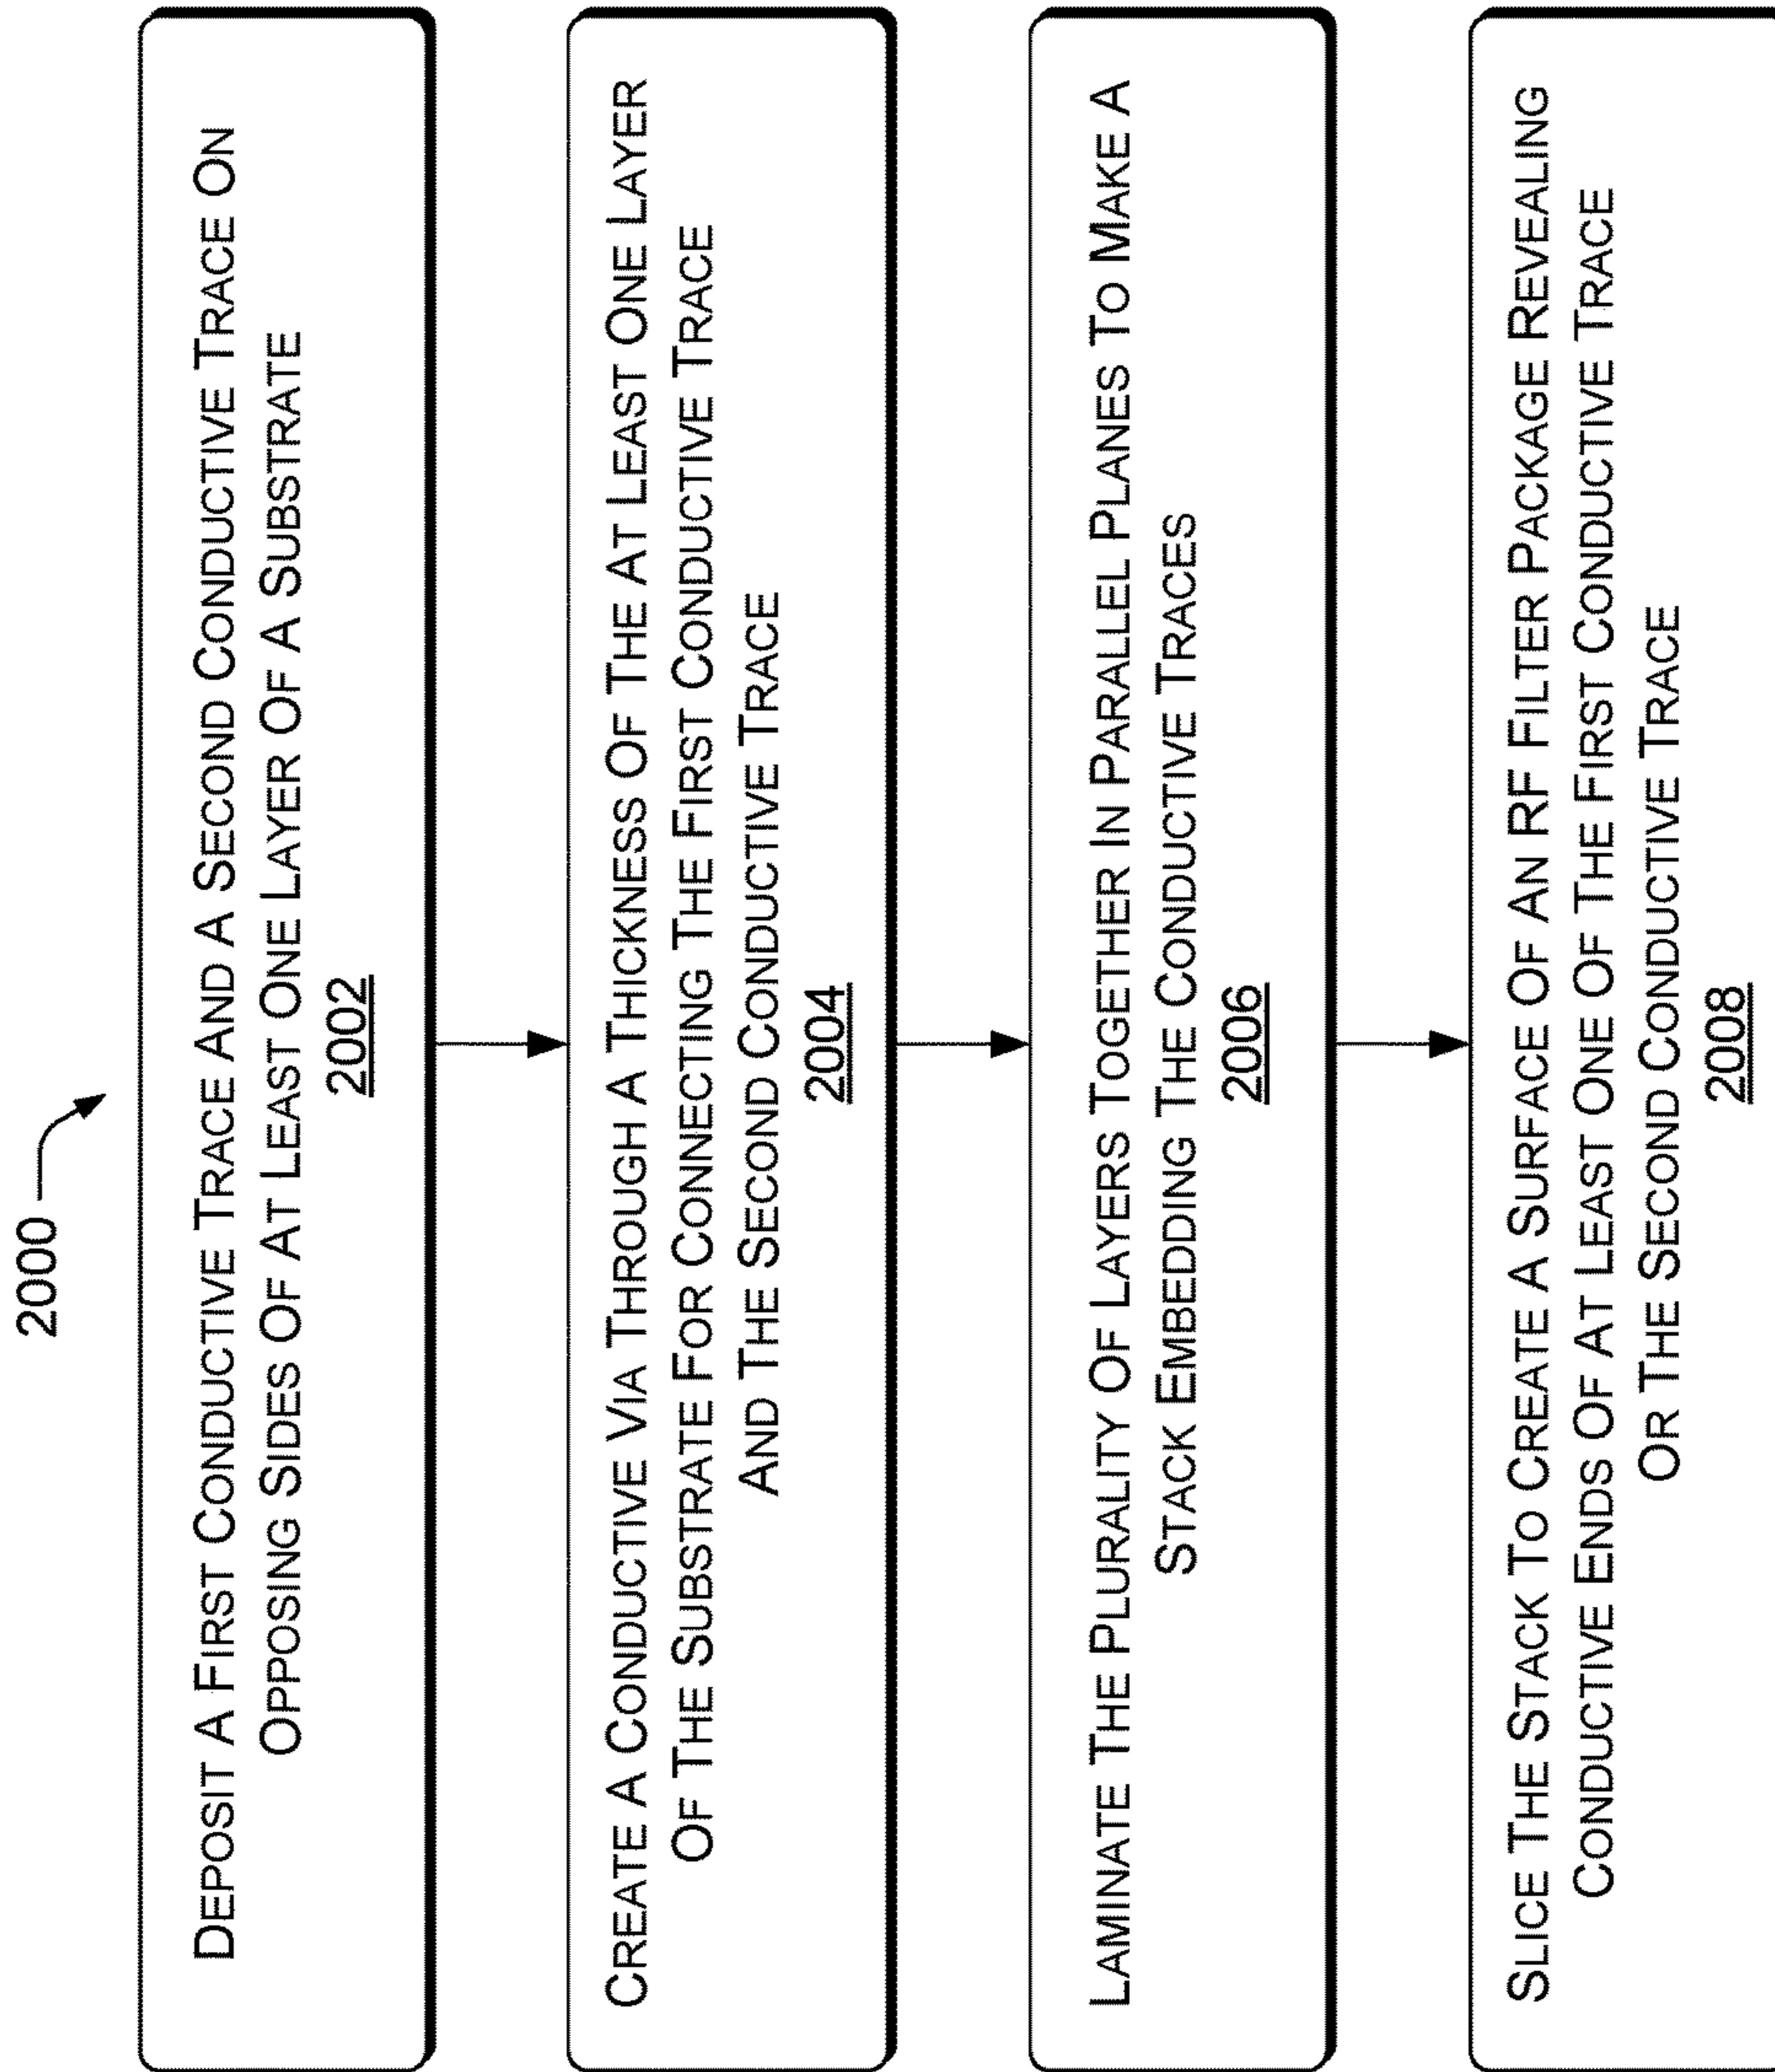 2000
DEPOSIT A FIRST CONDUCTIVE TRACE AND A SECOND CONDUCTIVE TRACE ON
OPPOSING SIDES OF AT LEAST ONE LAYER OF A SUBSTRATE
2002
CREATE A CONDUCTIVE VIA THROUGH A THICKNESS OF THE AT LEAST ONE LAYER
OF THE SUBSTRATE FOR CONNECTING THE FIRST CONDUCTIVE TRACE
AND THE SECOND CONDUCTIVE TRACE
2004
LAMINATE THE PLURALITY OF LAYERS TOGETHER IN PARALLEL PLANES TO MAKE A
STACK EMBEDDING THE CONDUCTIVE TRACES
2006
SLICE THE STACK TO CREATE A SURFACE OF AN RF FILTER PACKAGE REVEALING
CONDUCTIVE ENDS OF AT LEAST ONE OF THE FIRST CONDUCTIVE TRACE
OR THE SECOND CONDUCTIVE TRACE
2008